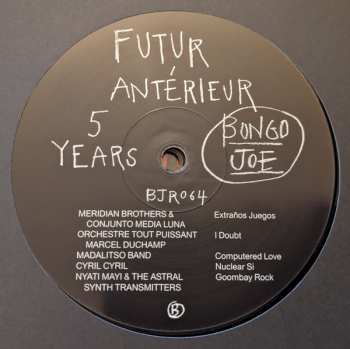 FUTUR
ANTÉRIEUR
5
YEARS
BONGO
JOE
BJR064
MERIDIAN BROTHERS &
CONJUNTO MEDIA LUNA
Extraños Juegos
ORCHESTRE TOUT PUISSANT
MARCEL DUCHAMP
I Doubt
MADALITSO BAND
Computered Love
CYRIL CYRIL
Nuclear Si
NYATI MAYI & THE ASTRAL
SYNTH TRANSMITTERS
Goombay Rock
B